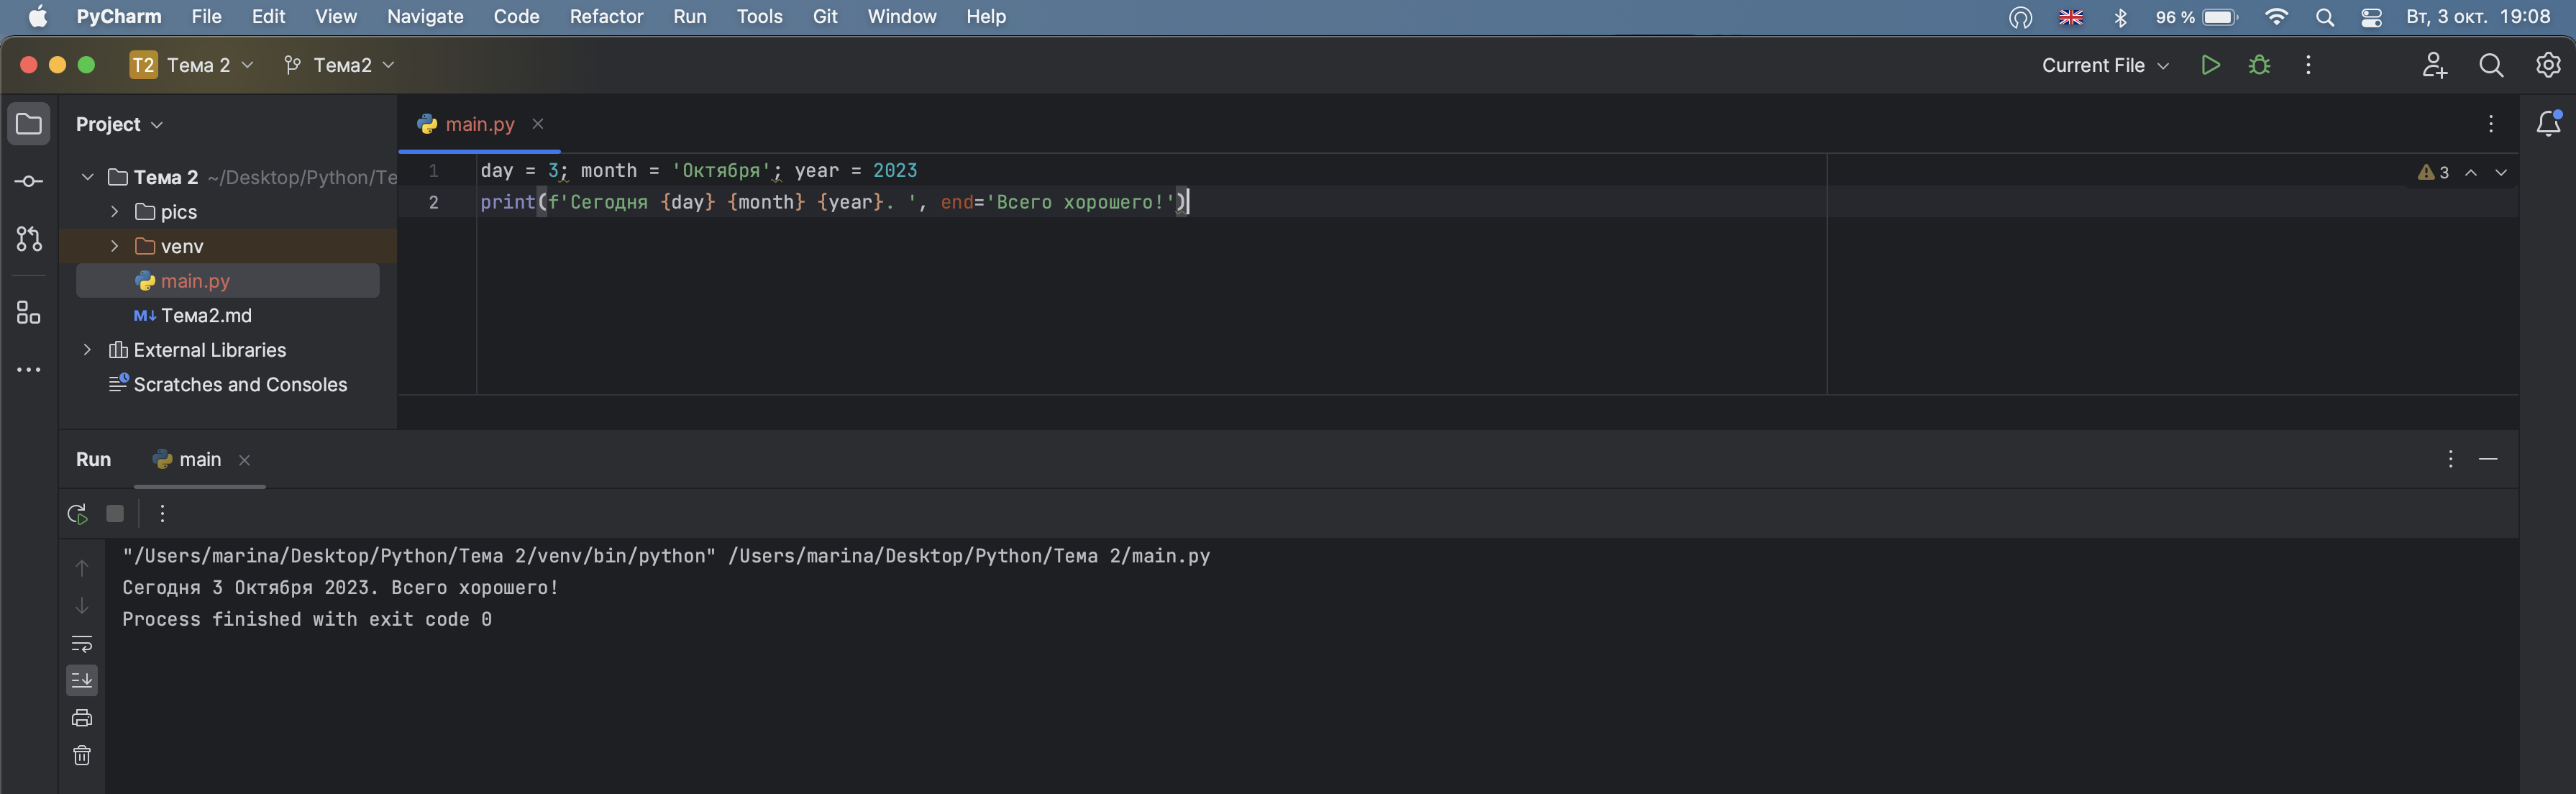 PyCharm File Edit View Navigate Code Refactor Run Tools Git Window Help 96 % Вт, 3 окт. 19:08
T2 Тема 2 Тема2 Current File
Project
main.py
Тема 2 ~/Desktop/Python/Te
pics
venv
main.py
Тема2.md
External Libraries
Scratches and Consoles
1 day = 3; month = 'Октября'; year = 2023
3
2 print(f'Сегодня {day} {month} {year}. ', end='Всего хорошего!')
Run main
"/Users/marina/Desktop/Python/Тема 2/venv/bin/python" /Users/marina/Desktop/Python/Тема 2/main.py
Сегодня 3 Октября 2023. Всего хорошего!
Process finished with exit code 0